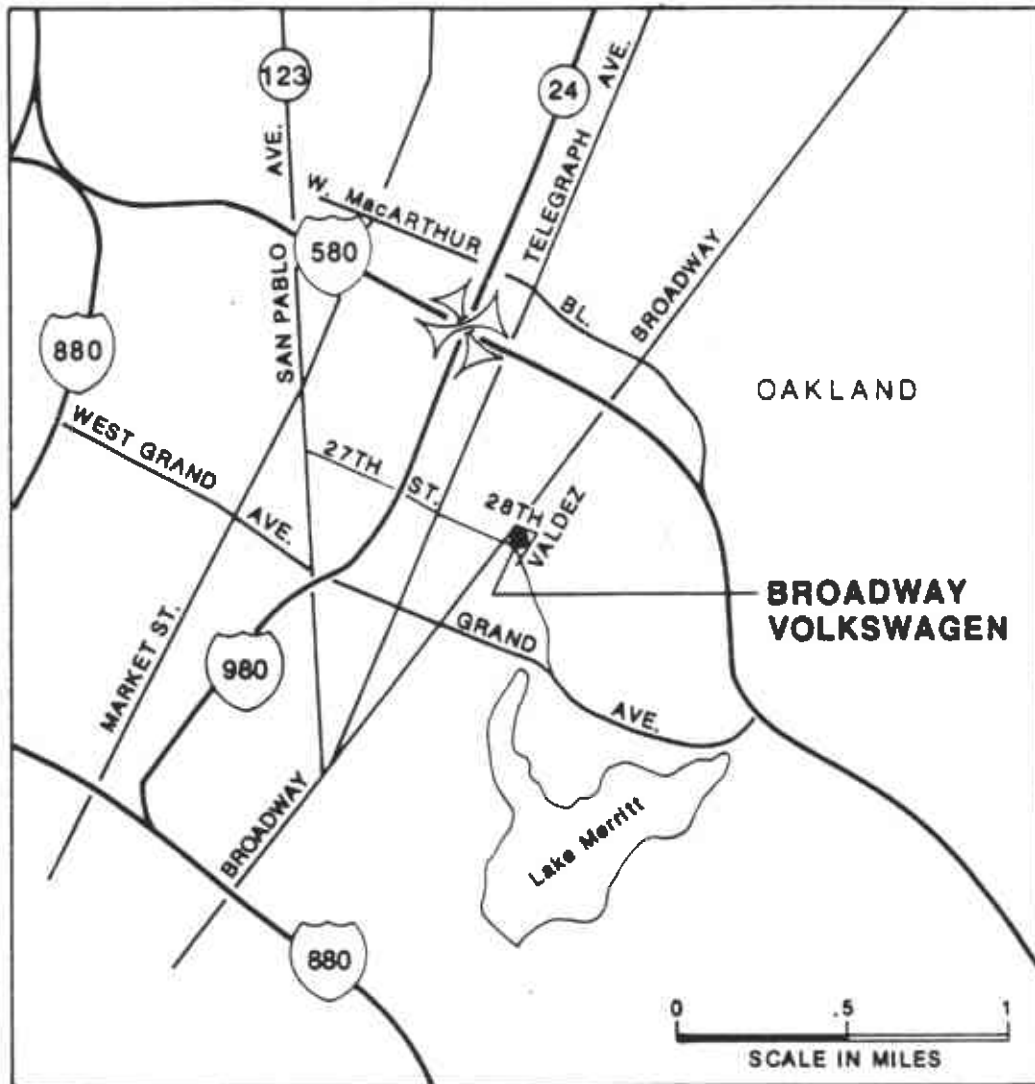 123
24
AVE.
AVE.
TELEGRAPH
W. MacARTHUR
580
SAN PABLO
BL.
BROADWAY
880
OAKLAND
WEST GRAND
AVE.
27TH
ST.
28TH
VALDEZ
BROADWAY
VOLKSWAGEN
GRAND
AVE.
MARKET ST.
980
BROADWAY
Lake Merritt
880
0 .5 1
SCALE IN MILES